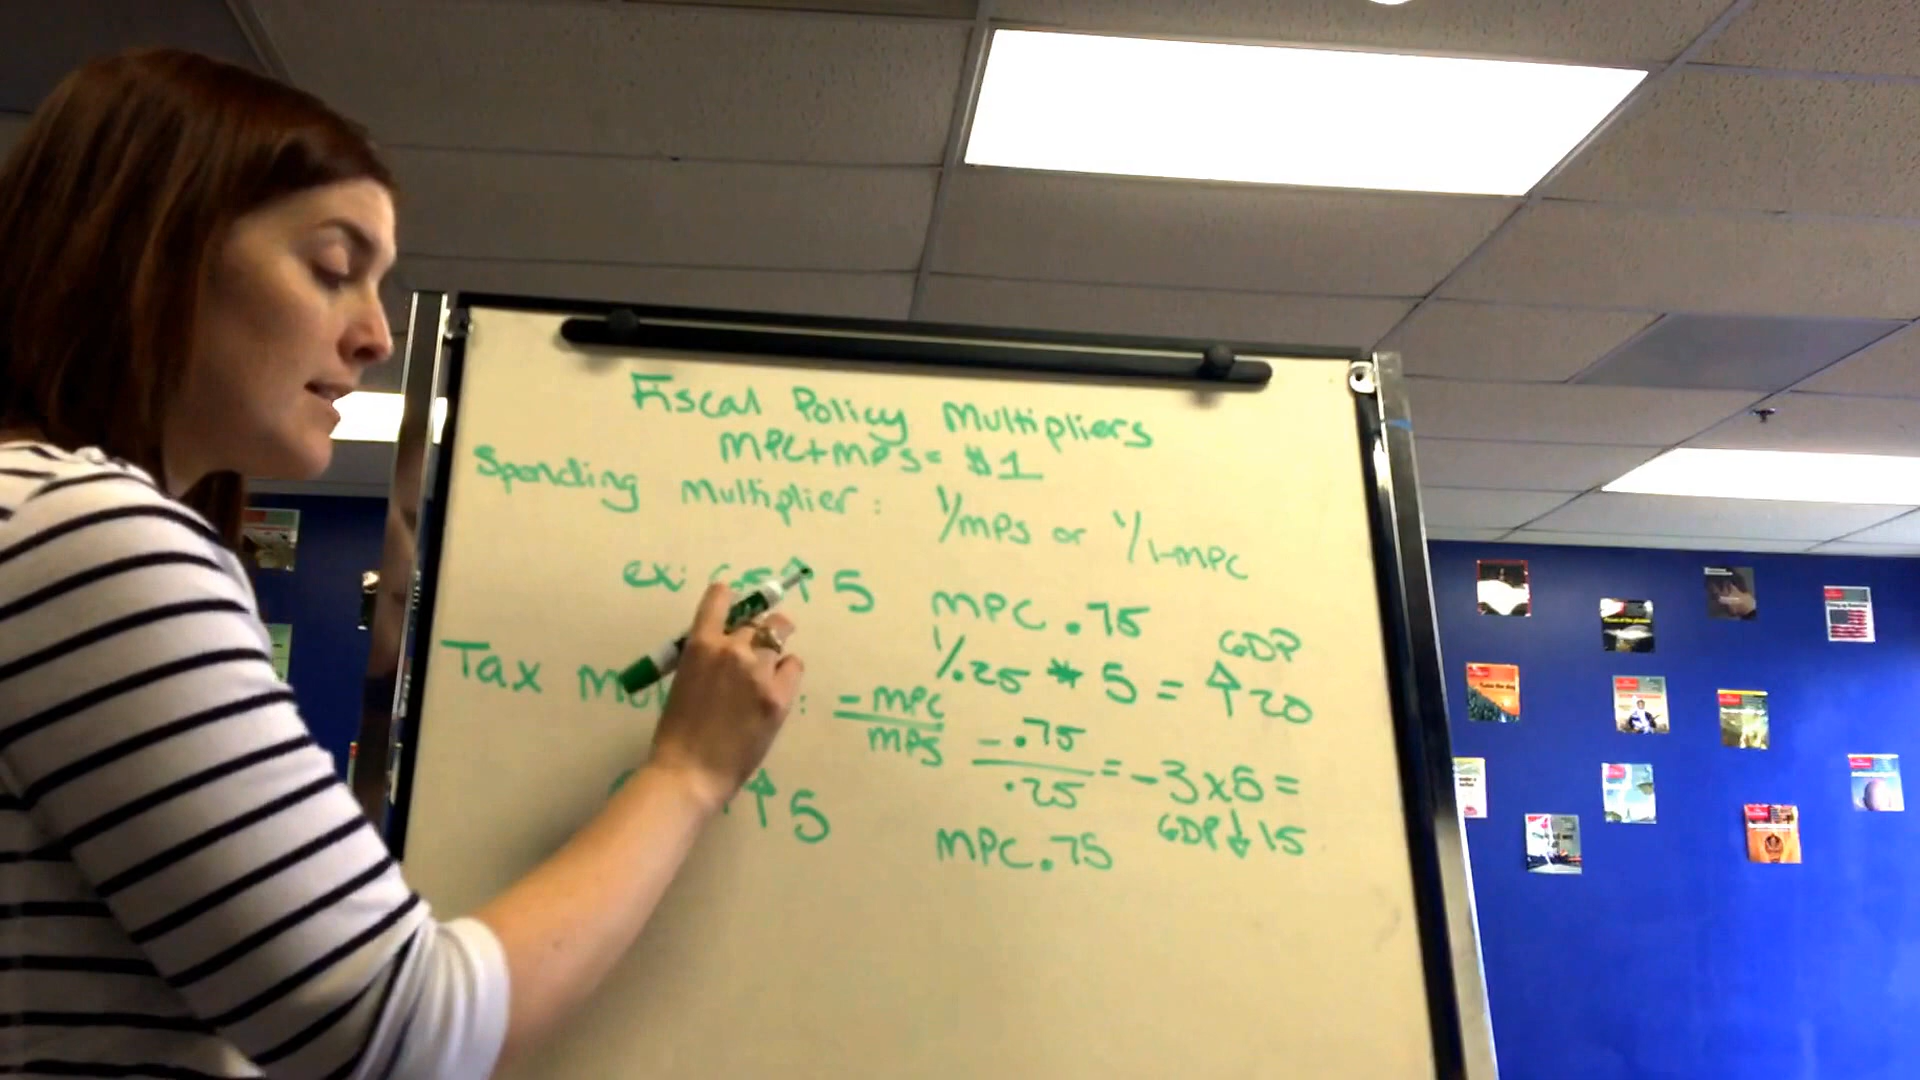 Fiscal Policy Multipliers
MPC+MPS= $1
Spending Multiplier: 1/MPS or 1/1-MPC
ex: GS↑5 MPC .75
1/.25 * 5 = ↑20 GDP
Tax : -MPC/MPS -.75/.25 = -3x5=
↑5 MPC .75 GDP↓15